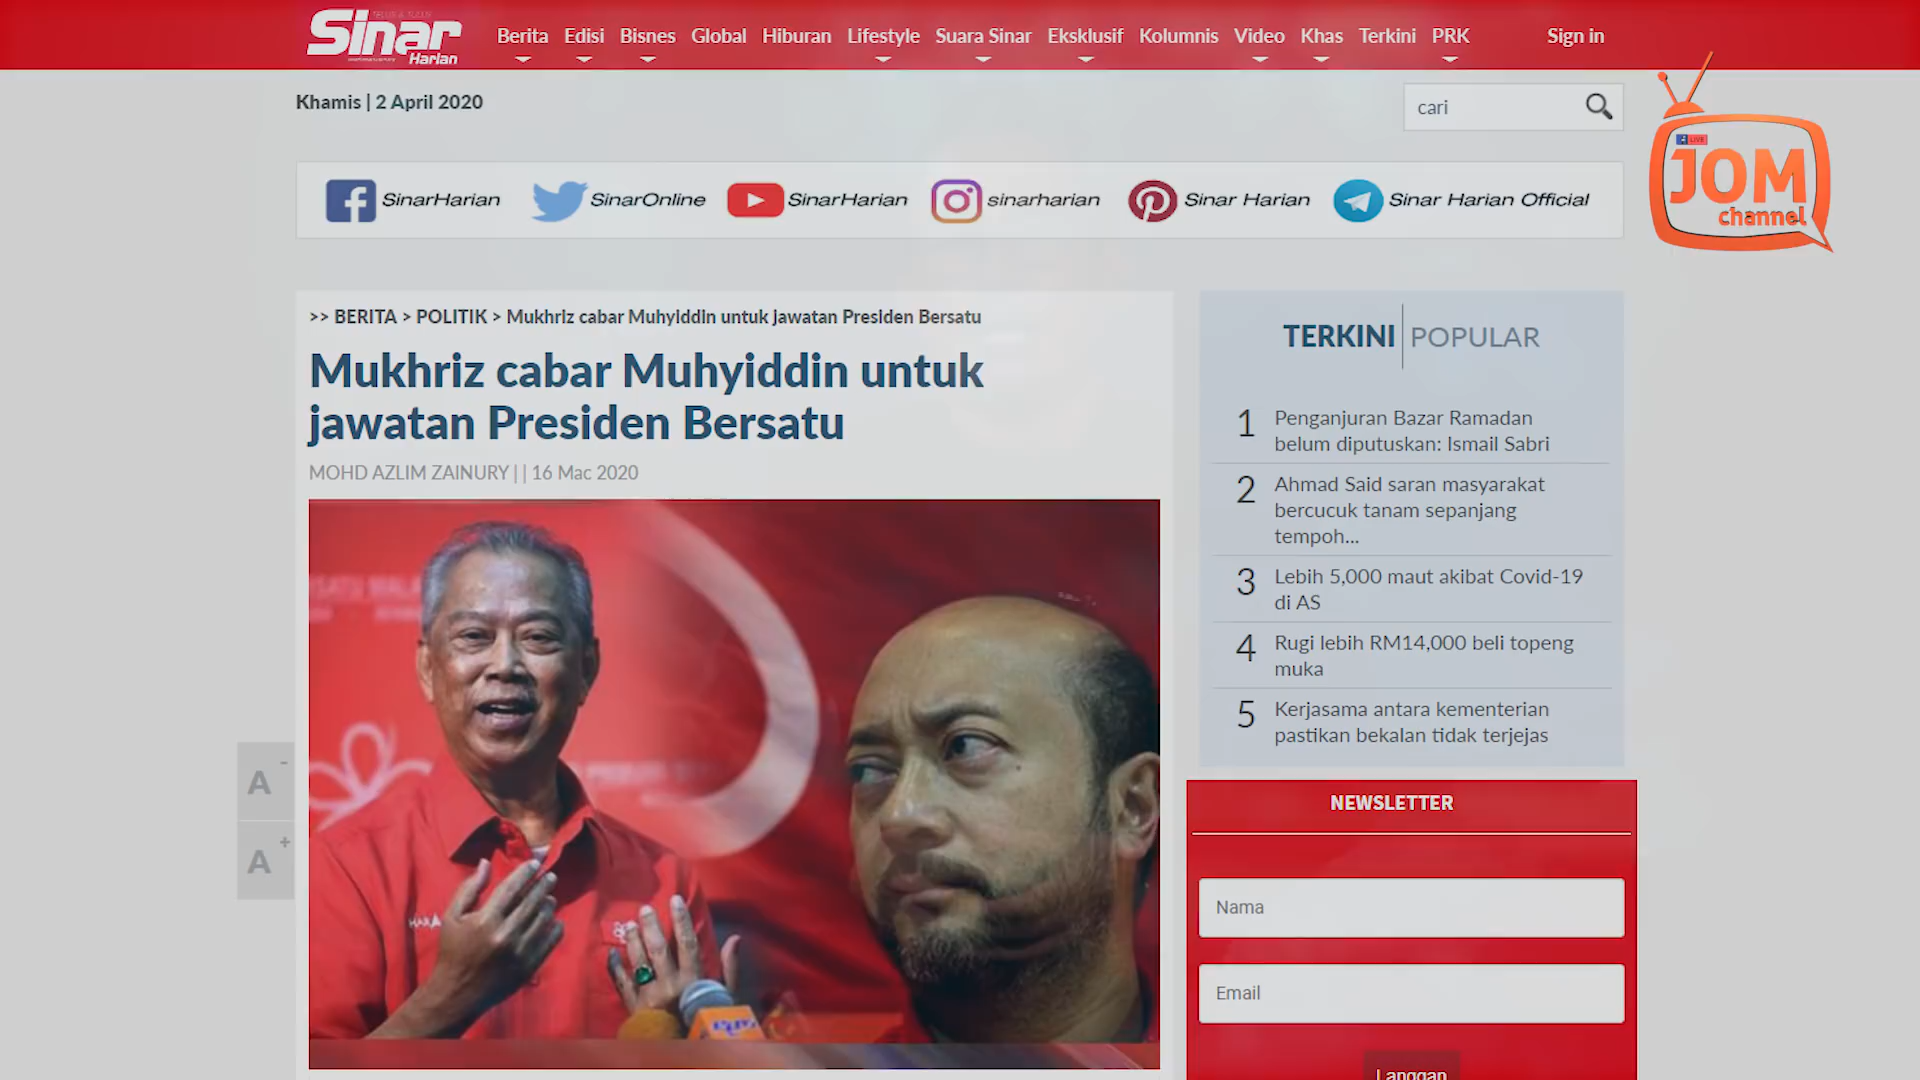 Sinar
Harian
Berita Edisi Bisnes Global Hiburan Lifestyle Suara Sinar Eksklusif Kolumnis Video Khas Terkini PRK Sign in
Khamis | 2 April 2020
cari
LIVE
JOM
channel
SinarHarian SinarOnline SinarHarian sinarharian Sinar Harian Sinar Harian Official
>> BERITA > POLITIK > Mukhriz cabar Muhyiddin untuk jawatan Presiden Bersatu
Mukhriz cabar Muhyiddin untuk
jawatan Presiden Bersatu
MOHD AZLIM ZAINURY | | 16 Mac 2020
A -
A +
TERKINI POPULAR
1 Penganjuran Bazar Ramadan
belum diputuskan: Ismail Sabri
2 Ahmad Said saran masyarakat
bercucuk tanam sepanjang
tempoh...
3 Lebih 5,000 maut akibat Covid-19
di AS
4 Rugi lebih RM14,000 beli topeng
muka
5 Kerjasama antara kementerian
pastikan bekalan tidak terjejas
NEWSLETTER
Nama
Email
Langgan